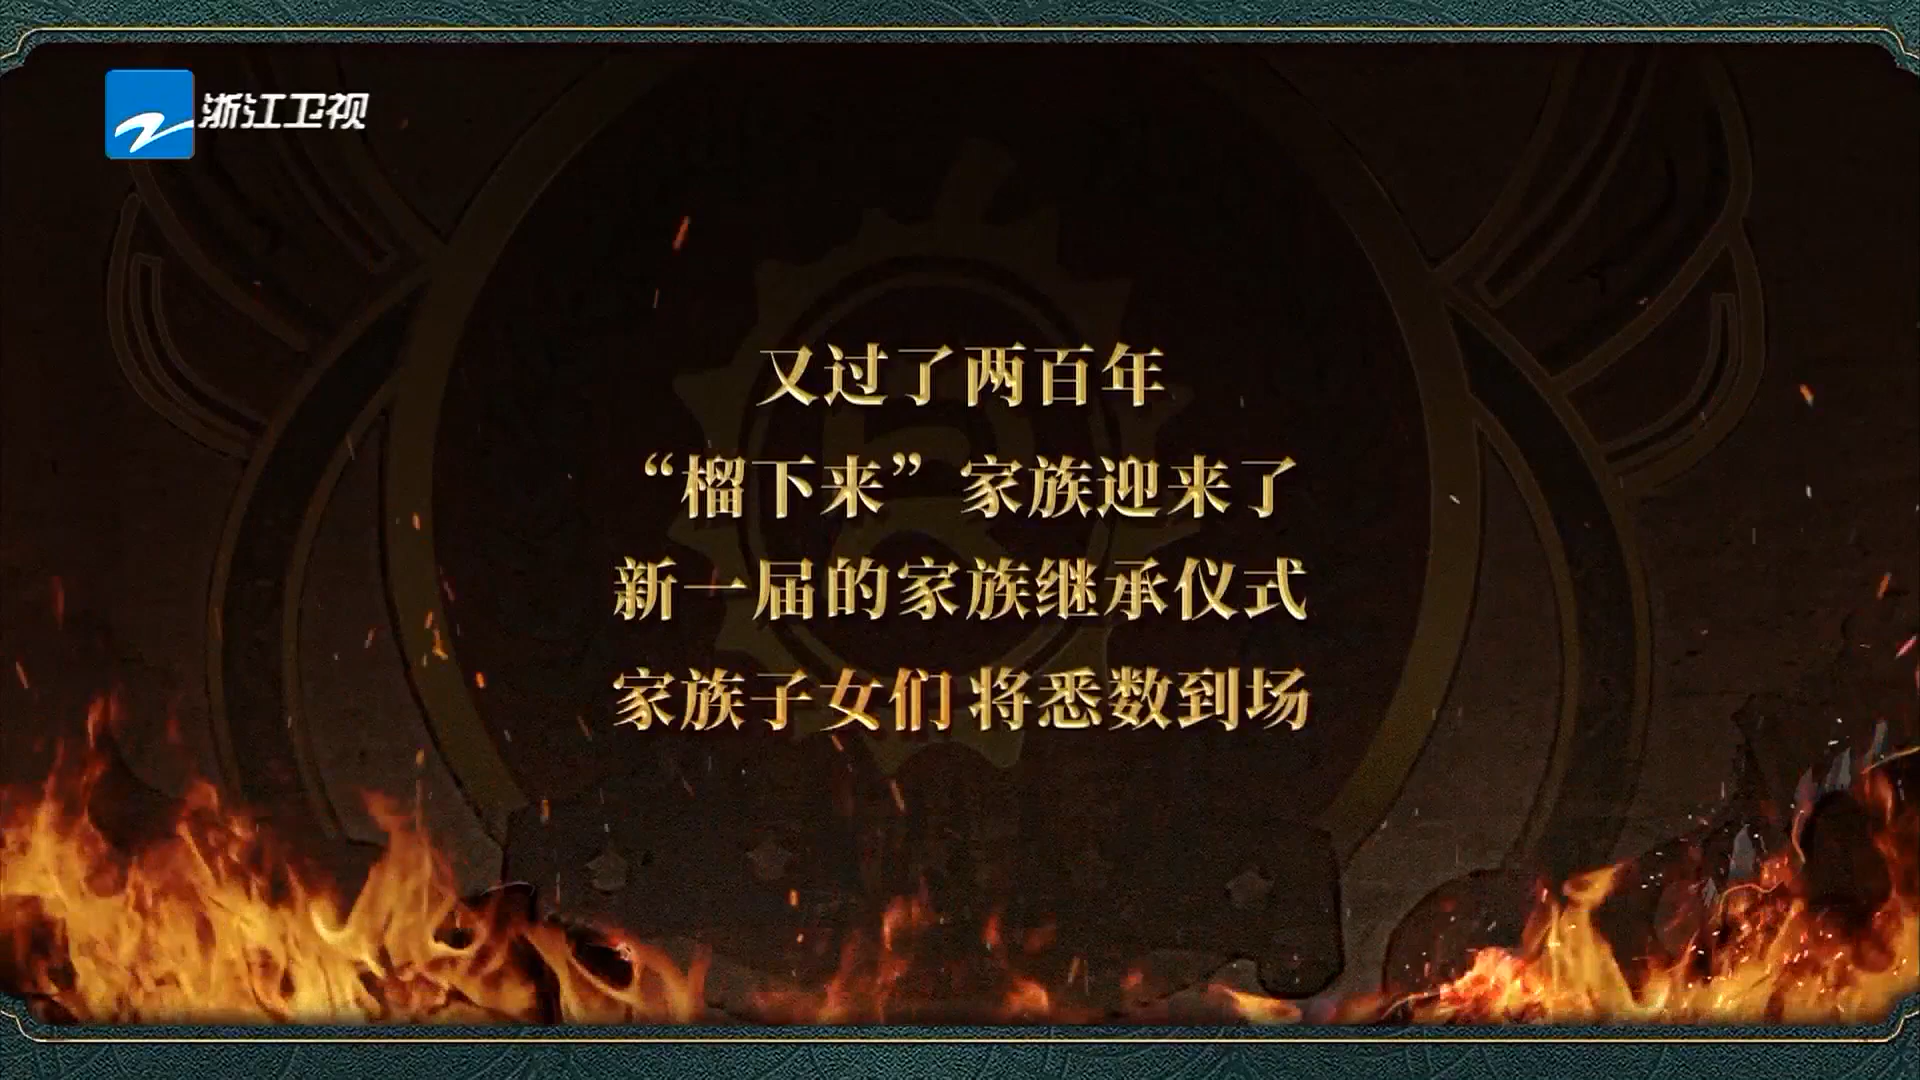 浙江卫视
又过了两百年
“榴下来”家族迎来了
新一届的家族继承仪式
家族子女们 将悉数到场